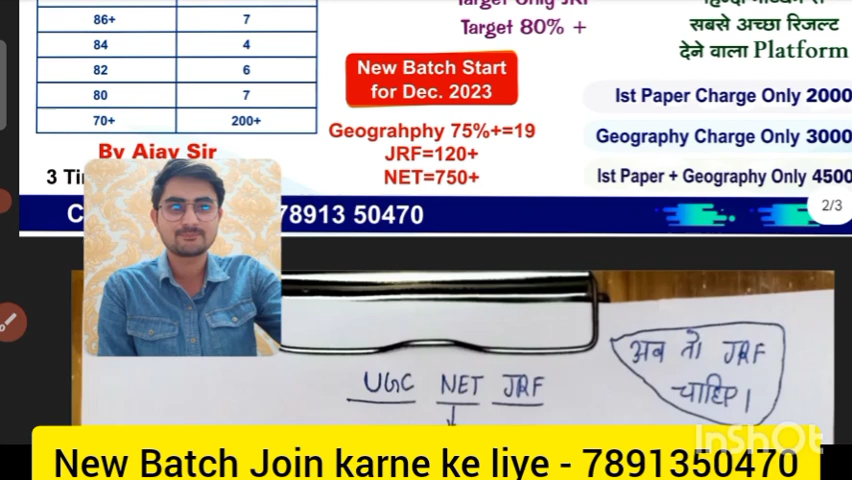 Target Only JRF
Target 80% +
हिन्दी माध्यम से
सबसे अच्छा रिजल्ट
देने वाला Platform
86+ 7
84 4
82 6
80 7
70+ 200+
New Batch Start
for Dec. 2023
Geograhphy 75%+=19
JRF=120+
NET=750+
Ist Paper Charge Only 2000
Geography Charge Only 3000
Ist Paper + Geography Only 4500
By Ajay Sir
3
2/3
78913 50470
अब तो JRF
चाहिए।
UGC NET JRF
InShOt
New Batch Join karne ke liye - 7891350470